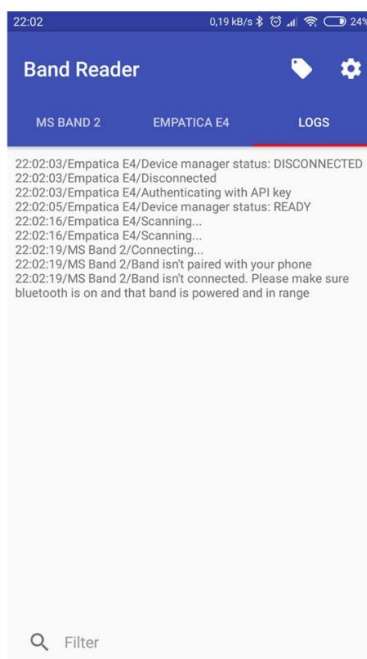 22:02 0,19 kB/s 24%
Band Reader
MS BAND 2 EMPATICA E4 LOGS
22:02:03/Empatica E4/Device manager status: DISCONNECTED
22:02:03/Empatica E4/Disconnected
22:02:03/Empatica E4/Authenticating with API key
22:02:05/Empatica E4/Device manager status: READY
22:02:16/Empatica E4/Scanning...
22:02:16/Empatica E4/Scanning...
22:02:19/MS Band 2/Connecting...
22:02:19/MS Band 2/Band isn't paired with your phone
22:02:19/MS Band 2/Band isn't connected. Please make sure
bluetooth is on and that band is powered and in range
Filter